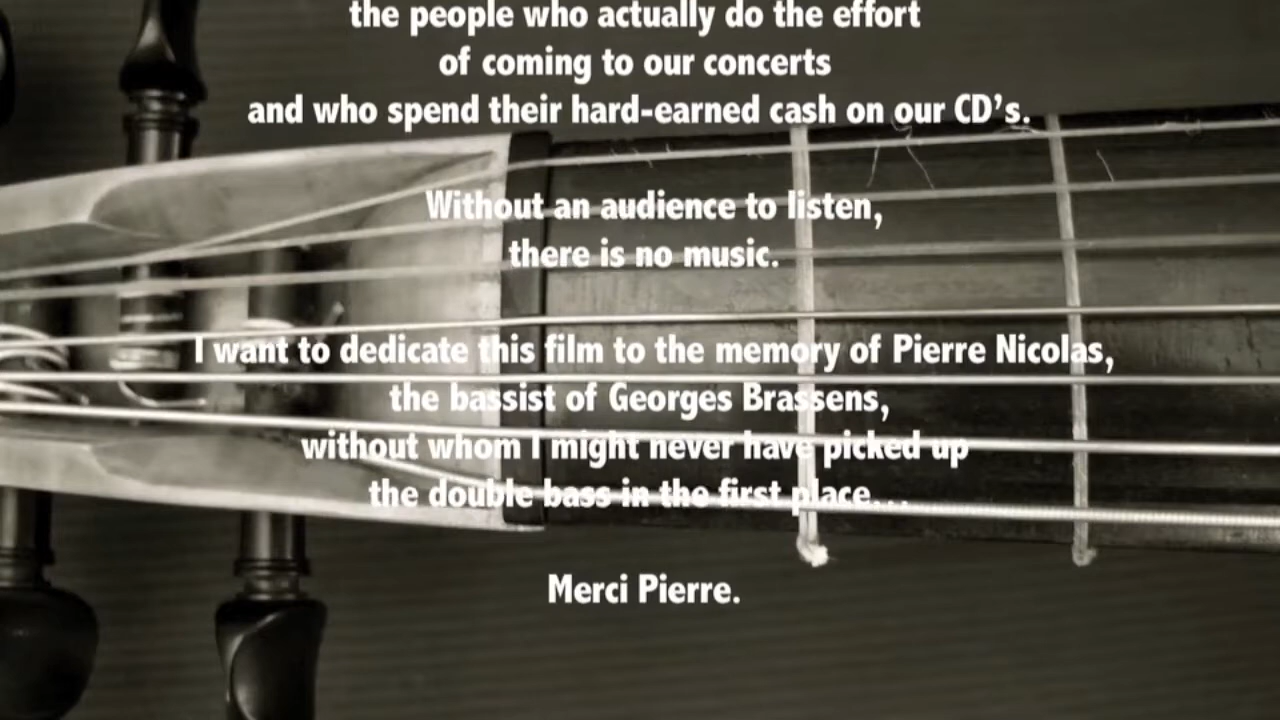 the people who actually do the effort
of coming to our concerts
and who spend their hard-earned cash on our CD's.
Without an audience to listen,
there is no music.
I want to dedicate this film to the memory of Pierre Nicolas,
the bassist of Georges Brassens,
without whom I might never have picked up
the double bass in the first place...
Merci Pierre.